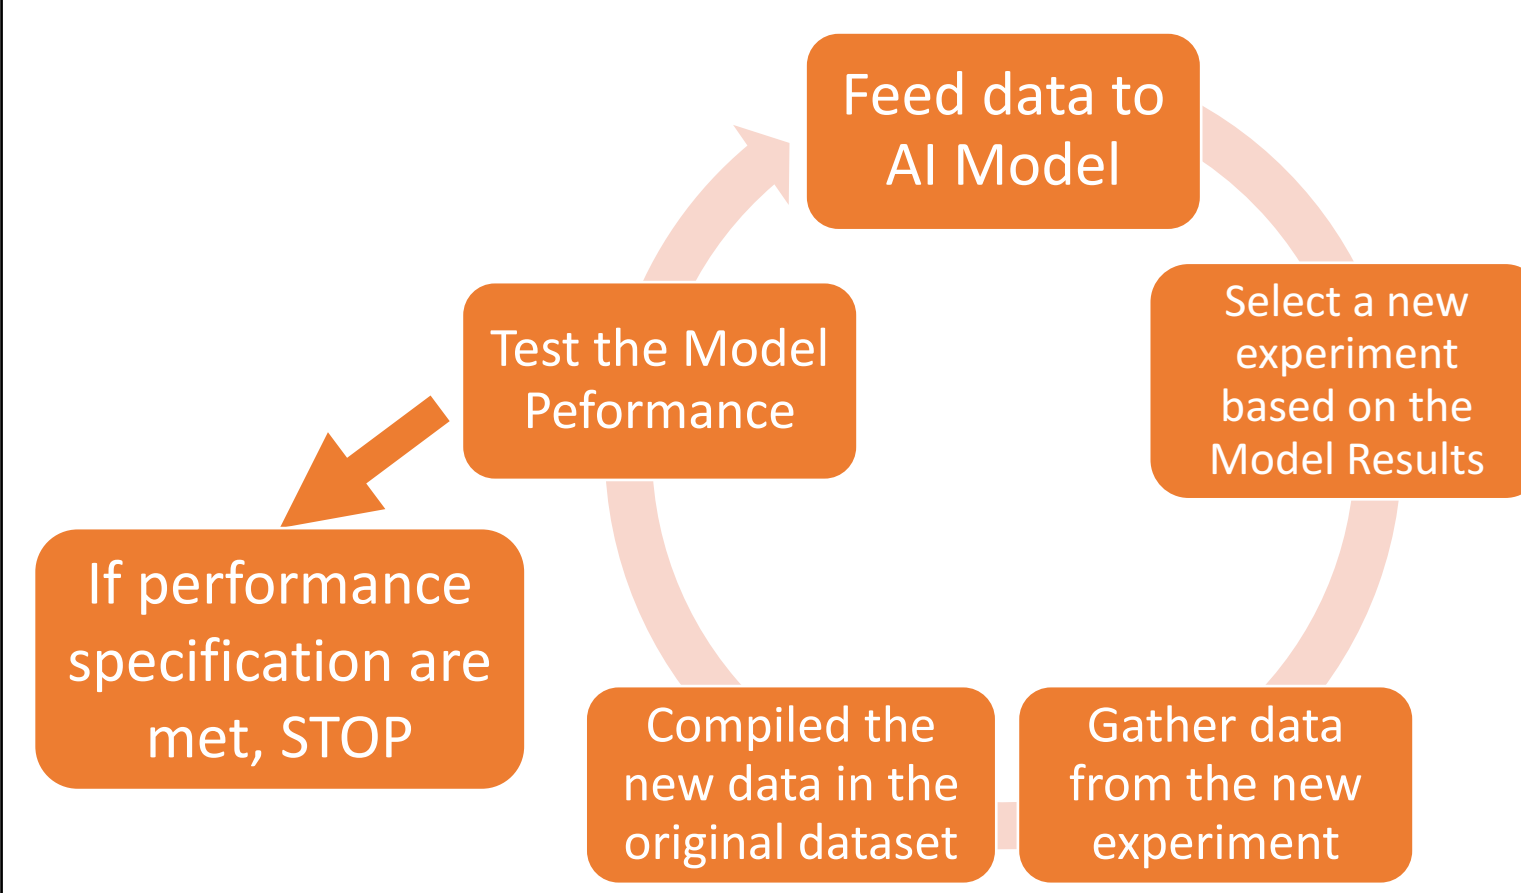 Feed data to
AI Model
Select a new
experiment
based on the
Model Results
Gather data
from the new
experiment
Compiled the
new data in the
original dataset
Test the Model
Peformance
If performance
specification are
met, STOP